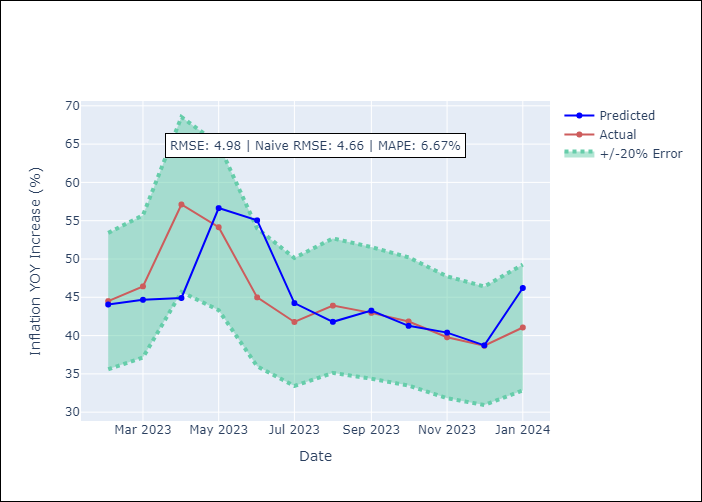 70
65
60
55
50
45
40
35
30
Inflation YOY Increase (%)
RMSE: 4.98 | Naive RMSE: 4.66 | MAPE: 6.67%
Mar 2023 May 2023 Jul 2023 Sep 2023 Nov 2023 Jan 2024
Date
Predicted
Actual
+/-20% Error